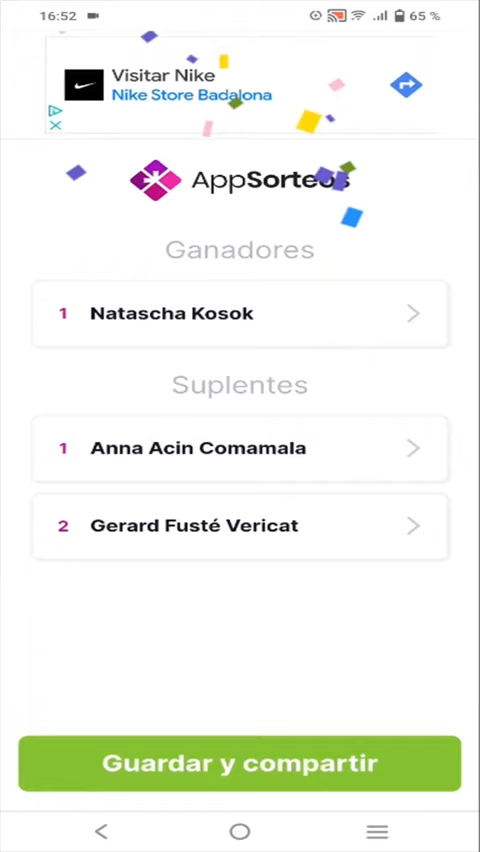 16:52
65 %
Visitar Nike
Nike Store Badalona
AppSorteos
Ganadores
1 Natascha Kosok
Suplentes
1 Anna Acin Comamala
2 Gerard Fusté Vericat
Guardar y compartir